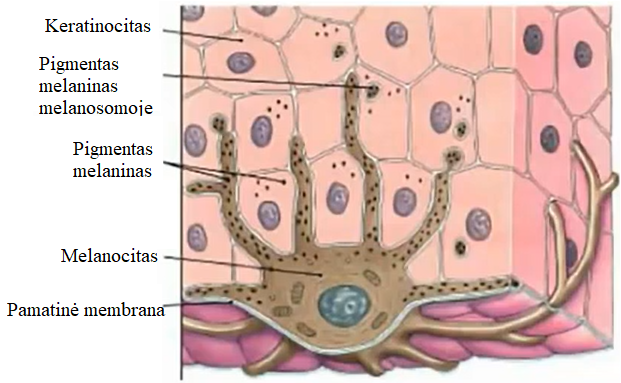 Keratinocitas
Pigmentas
melaninas
melanosomoje
Pigmentas
melaninas
Melanocitas
Pamatinė membrana